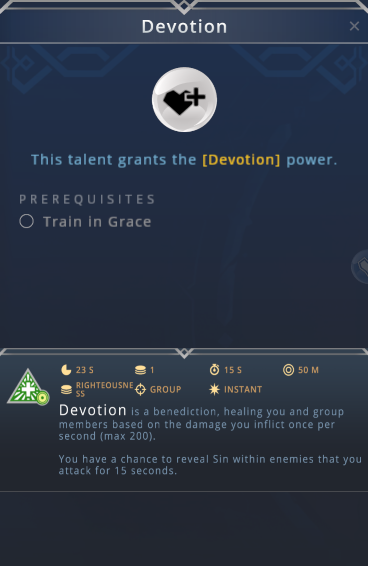 Devotion
This talent grants the [Devotion] power.
PREREQUISITES
Train in Grace
23 S 1 15 S 50 M
RIGHTEOUSNE
SS
GROUP INSTANT
Devotion is a benediction, healing you and group
members based on the damage you inflict once per
second (max 200).
You have a chance to reveal Sin within enemies that you
attack for 15 seconds.